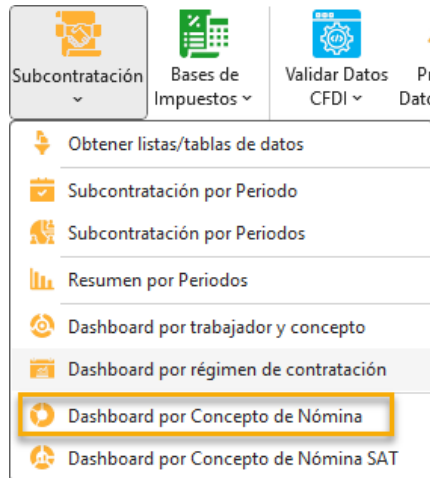 Subcontratación
Bases de
Impuestos
Validar Datos
CFDI
Subcontratación por Periodo
Obtener listas/tablas de datos
Subcontratación por Periodos
Resumen por Periodos
Dashboard por trabajador y concepto
Dashboard por régimen de contratación
Dashboard por Concepto de Nómina
Dashboard por Concepto de Nómina SAT